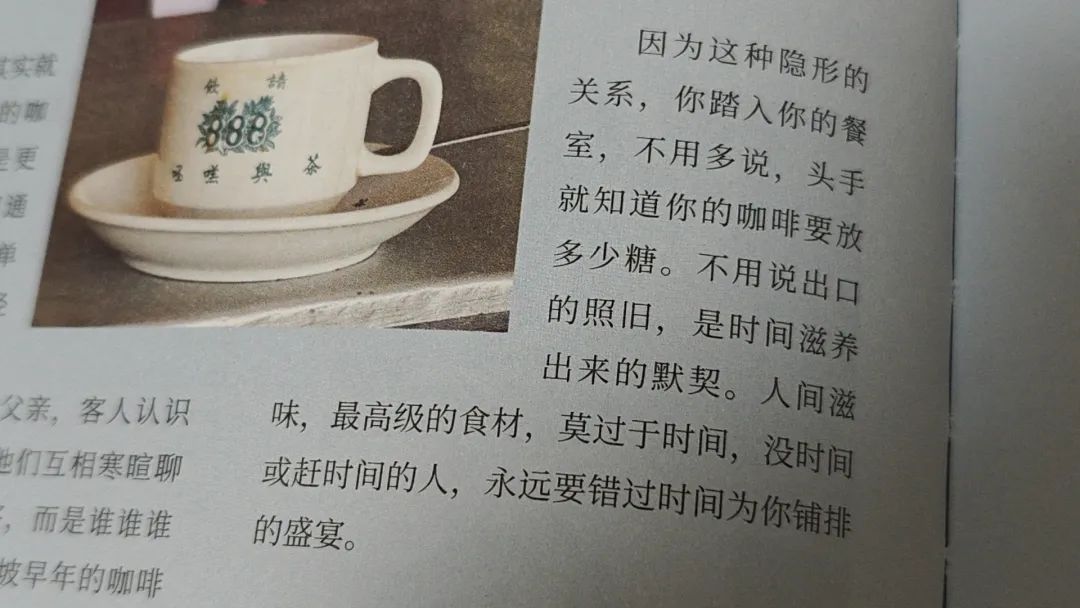 其实就
的咖
是更
通
单
父亲，客人认识
他们互相寒暄聊
，而是谁谁谁
坡早年的咖啡
飲 請
888
嘿 與 茶
因为这种隐形的
关系，你踏入你的餐
室，不用多说，头手
就知道你的咖啡要放
多少糖。不用说出口
的照旧，是时间滋养
出来的默契。人间滋
味，最高级的食材，莫过于时间，没时间
或赶时间的人，永远要错过时间为你铺排
的盛宴。